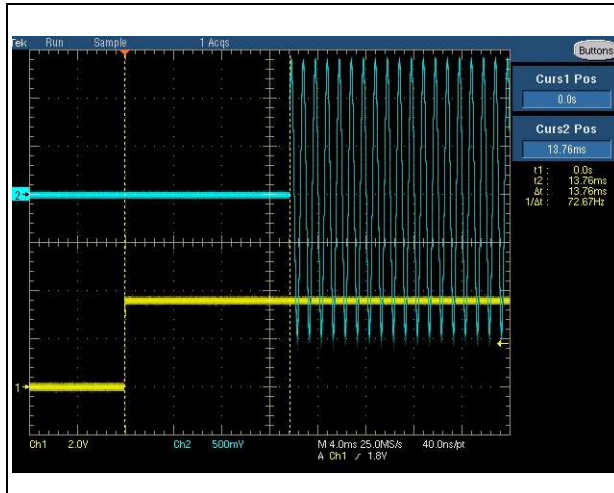 Tek Run Sample 1 Acqs
Buttons
Curs1 Pos
0.0s
Curs2 Pos
13.76ms
t1 : 0.0s
t2 : 13.76ms
Δt : 13.76ms
1/Δt : 72.67Hz
2
1
Ch1 2.0V Ch2 500mV M 4.0ms 25.0MS/s 40.0ns/pt
A Ch1 ∕ 1.8V